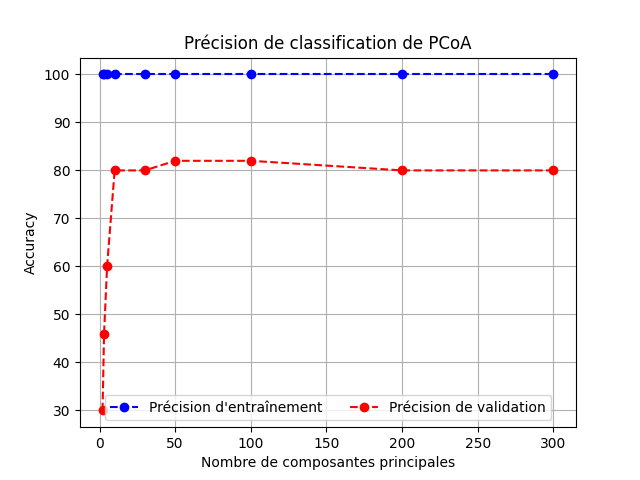 Précision de classification de PCoA
Accuracy
100
90
80
70
60
50
40
30
0 50 100 150 200 250 300
Nombre de composantes principales
Précision d'entraînement Précision de validation